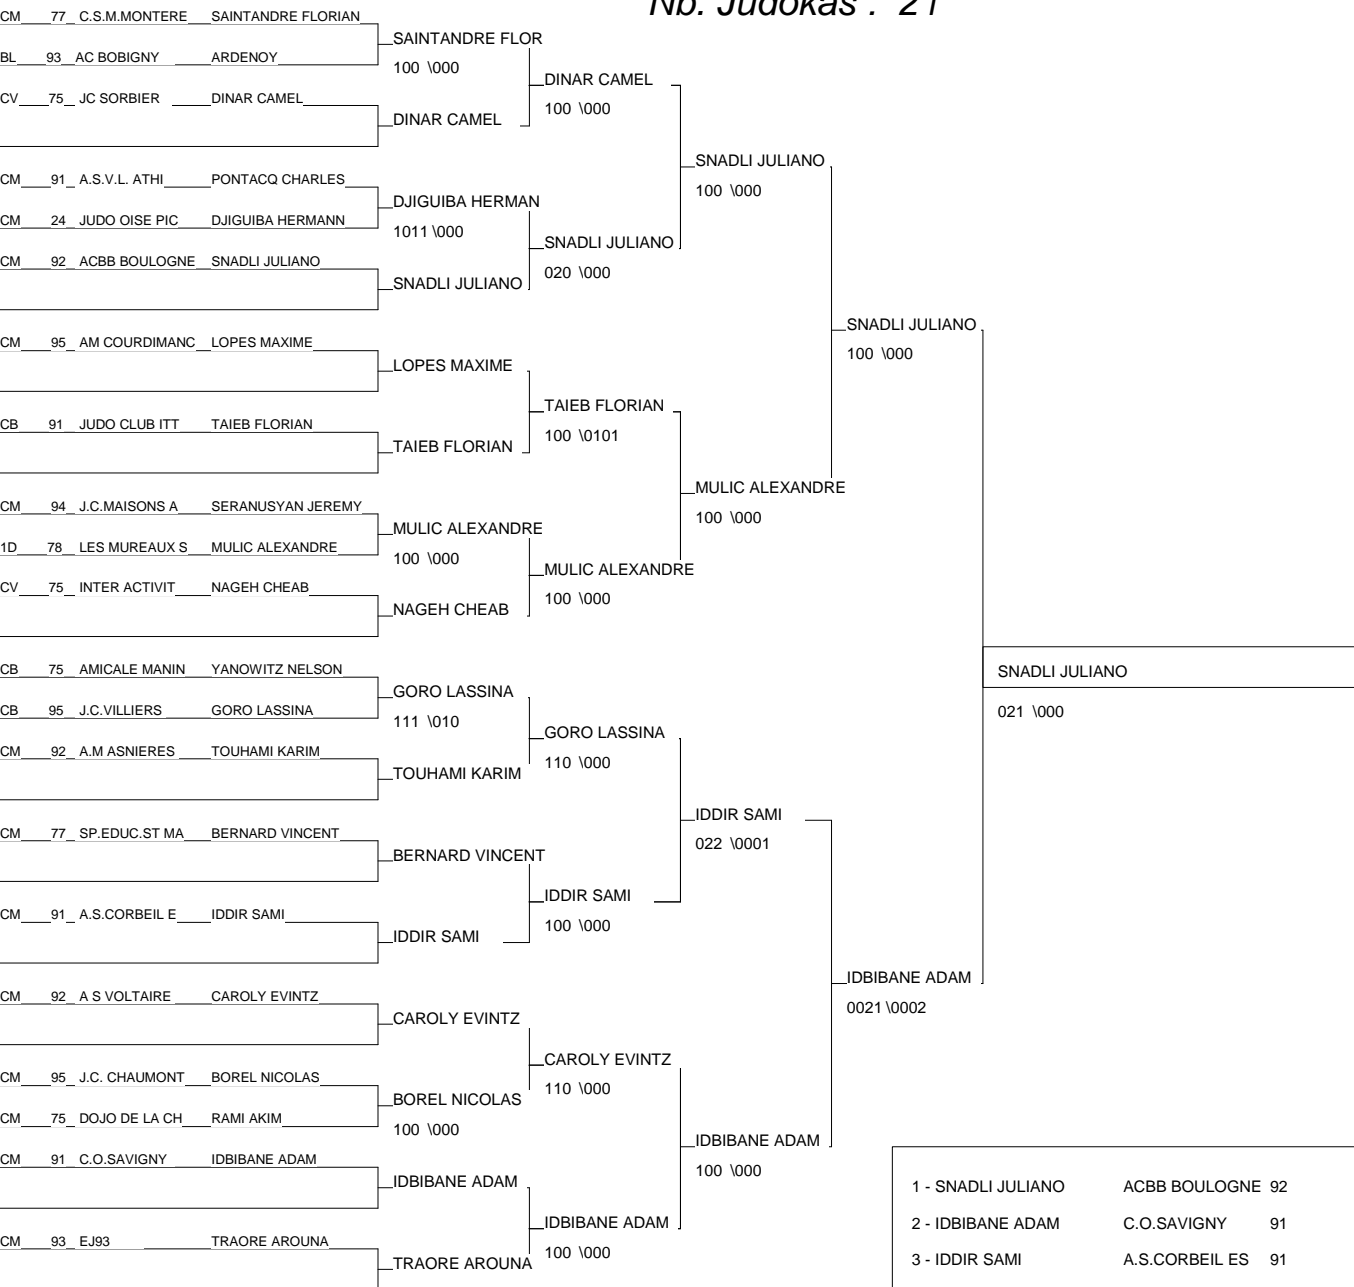 Nb. Judokas : 21
CM 77 C.S.M.MONTERE SAINTANDRE FLORIAN
SAINTANDRE FLOR
BL 93 AC BOBIGNY ARDENOY
100 \000
DINAR CAMEL
CV 75 JC SORBIER DINAR CAMEL
100 \000
DINAR CAMEL
SNADLI JULIANO
CM 91 A.S.V.L. ATHI PONTACQ CHARLES
100 \000
DJIGUIBA HERMAN
CM 24 JUDO OISE PIC DJIGUIBA HERMANN
1011 \000
SNADLI JULIANO
CM 92 ACBB BOULOGNE SNADLI JULIANO
020 \000
SNADLI JULIANO
SNADLI JULIANO
CM 95 AM COURDIMANC LOPES MAXIME
100 \000
LOPES MAXIME
TAIEB FLORIAN
CB 91 JUDO CLUB ITT TAIEB FLORIAN
100 \0101
TAIEB FLORIAN
MULIC ALEXANDRE
CM 94 J.C.MAISONS A SERANUSYAN JEREMY
100 \000
MULIC ALEXANDRE
1D 78 LES MUREAUX S MULIC ALEXANDRE
100 \000
MULIC ALEXANDRE
CV 75 INTER ACTIVIT NAGEH CHEAB
100 \000
NAGEH CHEAB
CB 75 AMICALE MANIN YANOWITZ NELSON
SNADLI JULIANO
GORO LASSINA
CB 95 J.C.VILLIERS GORO LASSINA
021 \000
111 \010
GORO LASSINA
CM 92 A.M ASNIERES TOUHAMI KARIM
110 \000
TOUHAMI KARIM
IDDIR SAMI
CM 77 SP.EDUC.ST MA BERNARD VINCENT
022 \0001
BERNARD VINCENT
IDDIR SAMI
CM 91 A.S.CORBEIL E IDDIR SAMI
100 \000
IDDIR SAMI
IDBIBANE ADAM
CM 92 A S VOLTAIRE CAROLY EVINTZ
0021 \0002
CAROLY EVINTZ
CAROLY EVINTZ
CM 95 J.C. CHAUMONT BOREL NICOLAS
110 \000
BOREL NICOLAS
CM 75 DOJO DE LA CH RAMI AKIM
100 \000
IDBIBANE ADAM
CM 91 C.O.SAVIGNY IDBIBANE ADAM
100 \000
IDBIBANE ADAM
1 - SNADLI JULIANO ACBB BOULOGNE 92
IDBIBANE ADAM
2 - IDBIBANE ADAM C.O.SAVIGNY 91
CM 93 EJ93 TRAORE AROUNA
100 \000
TRAORE AROUNA
3 - IDDIR SAMI A.S.CORBEIL ES 91